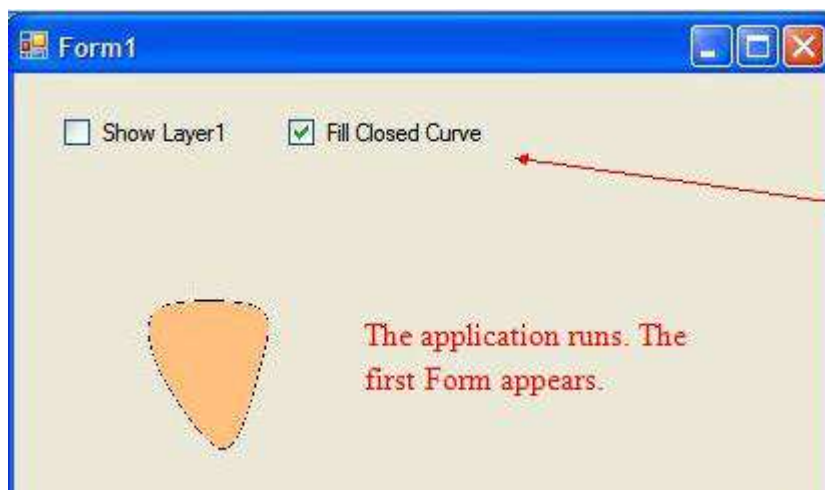 Form1
Show Layer1 Fill Closed Curve
The application runs. The
first Form appears.